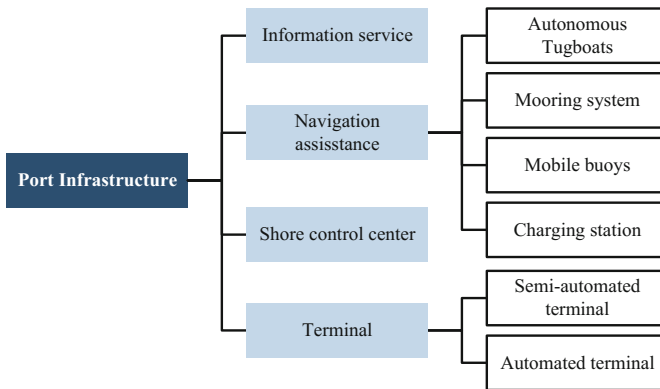 Port Infrastructure
Information service
Navigation
assisstance
Shore control center
Terminal
Autonomous
Tugboats
Mooring system
Mobile buoys
Charging station
Semi-automated
terminal
Automated terminal